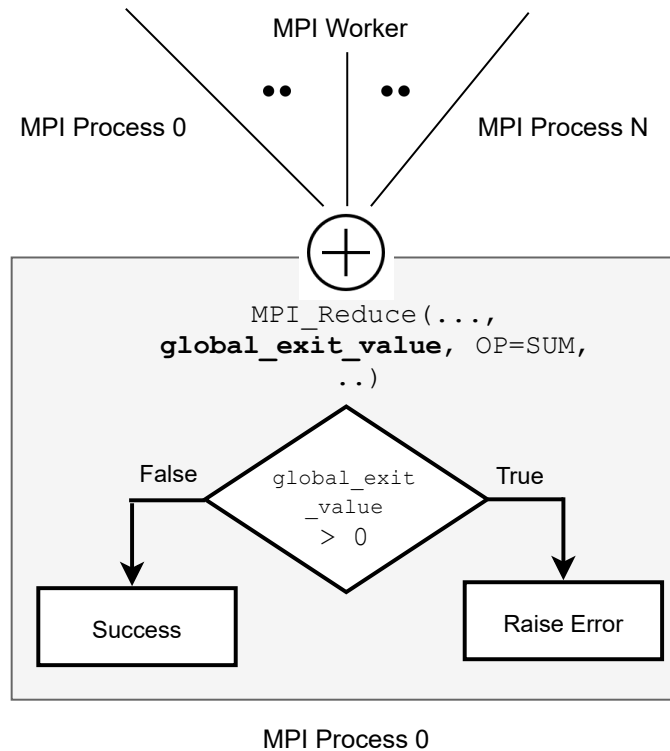 MPI Worker
MPI Process 0
MPI Process N
MPI_Reduce(...,
global_exit_value, OP=SUM,
..)
False
True
global_exit
_value
> 0
Success
Raise Error
MPI Process 0